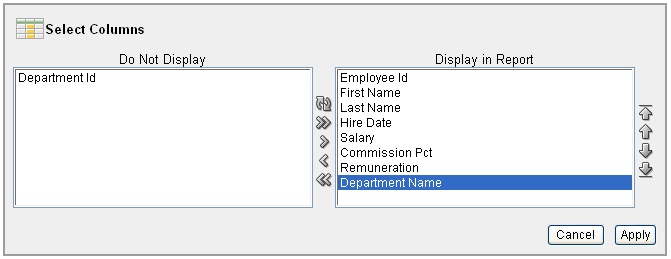 Select Columns
Do Not Display
Department Id
Display in Report
Employee Id
First Name
Last Name
Hire Date
Salary
Commission Pct
Remuneration
Department Name
Cancel
Apply